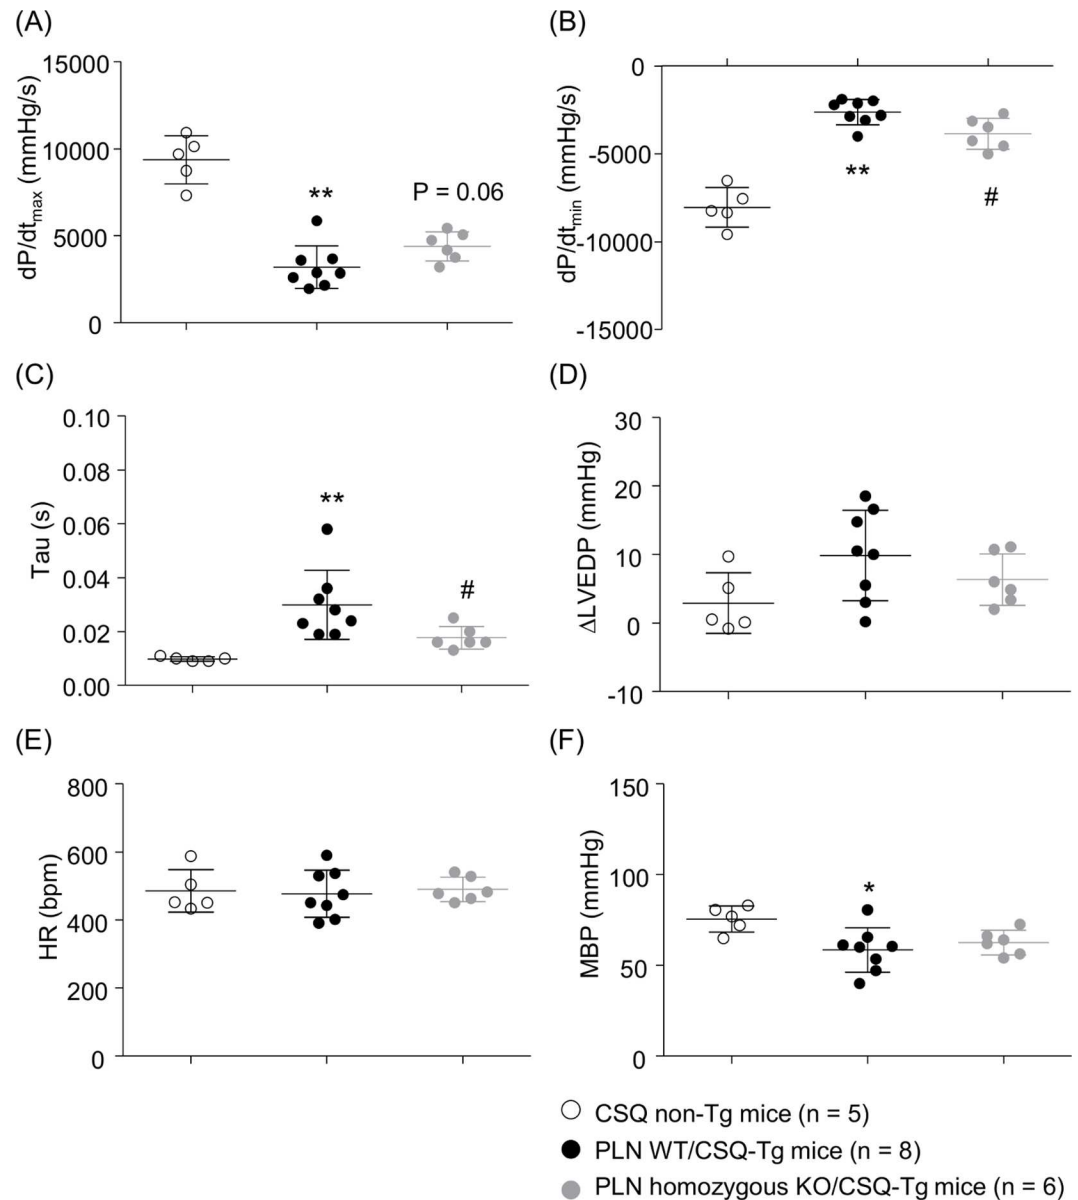 (A)
dP/dtmax (mmHg/s)
15000
10000
5000
0
**
P = 0.06
(B)
dP/dtmin (mmHg/s)
0
-5000
-10000
-15000
**
#
(C)
Tau (s)
0.10
0.08
0.06
0.04
0.02
0.00
**
#
(D)
ΔLVEDP (mmHg)
30
20
10
0
-10
(E)
HR (bpm)
800
600
400
200
0
(F)
MBP (mmHg)
150
100
50
0
*
CSQ non-Tg mice (n = 5)
PLN WT/CSQ-Tg mice (n = 8)
PLN homozygous KO/CSQ-Tg mice (n = 6)